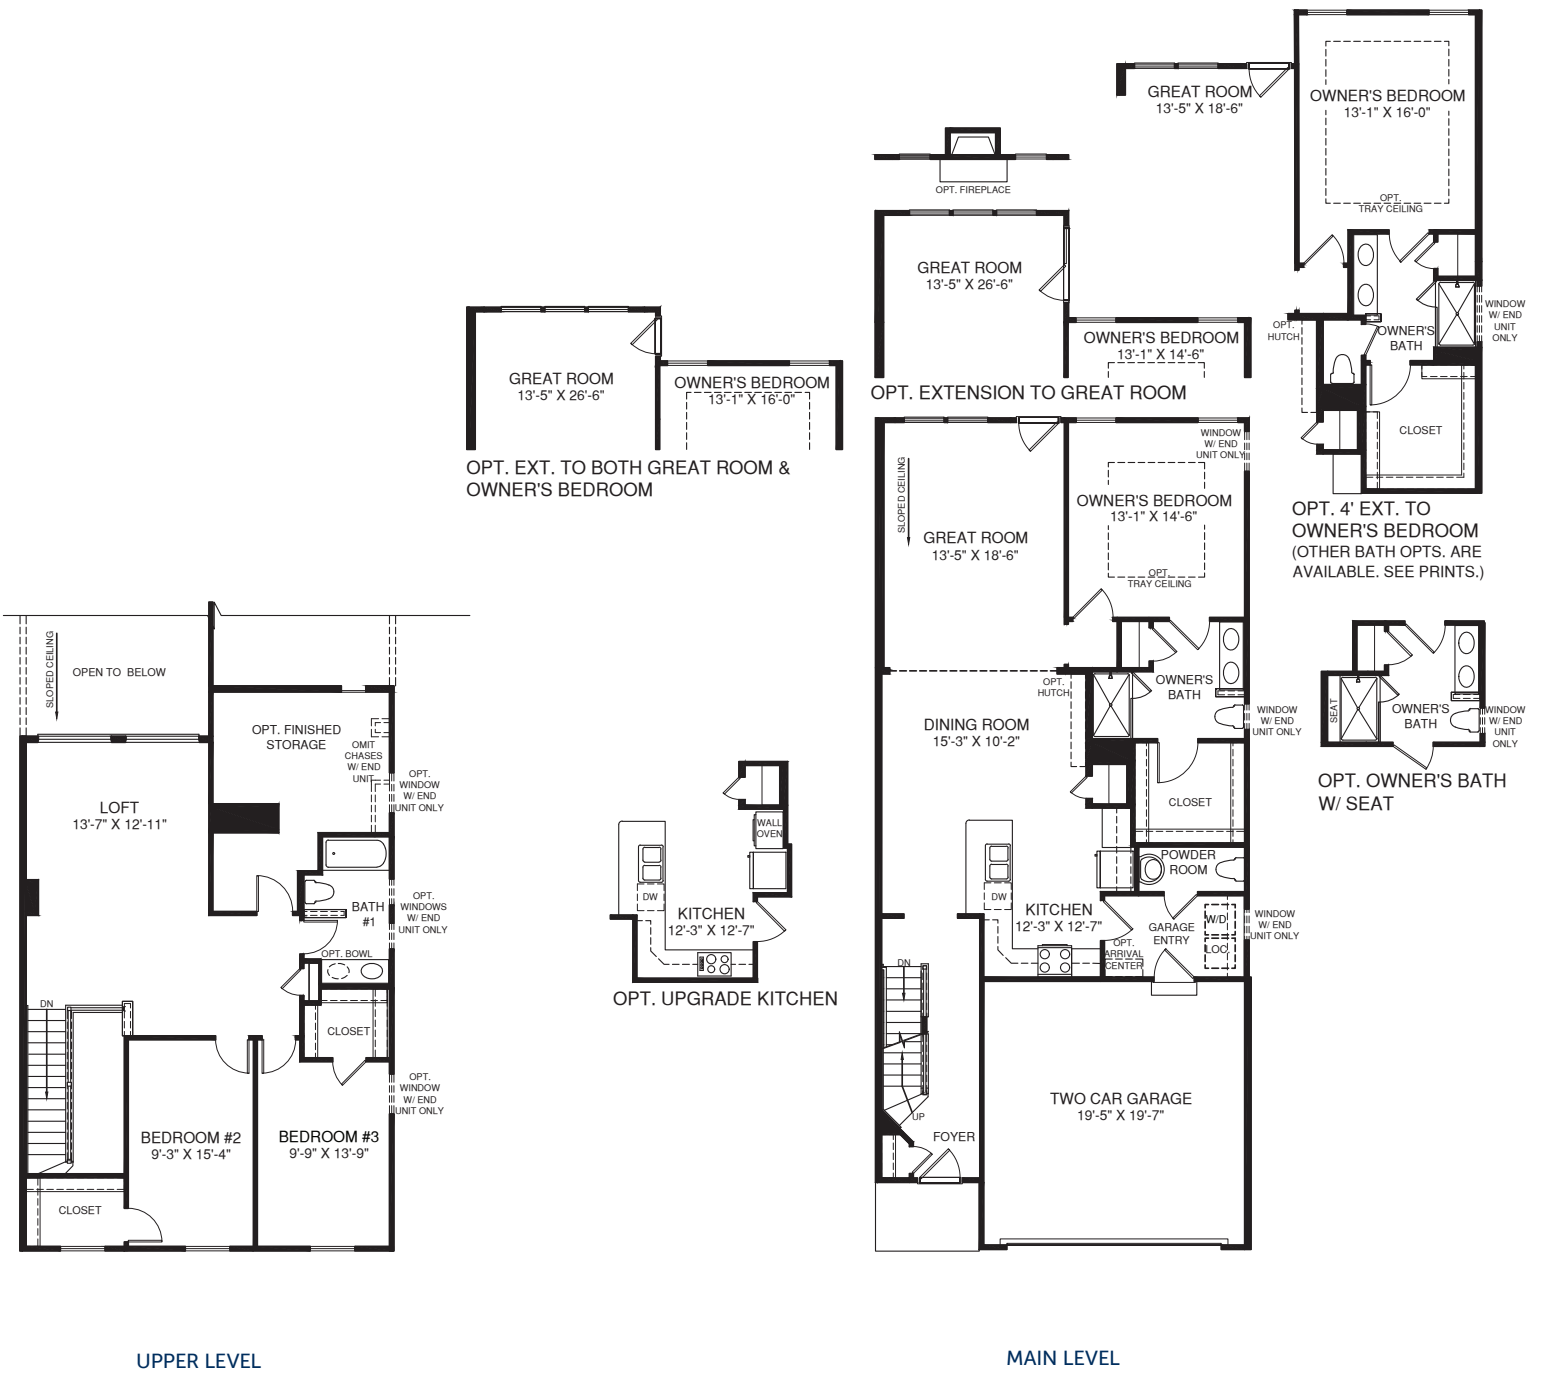 GREAT ROOM
13'-5" X 18'-6"
OWNER'S BEDROOM
13'-1" X 16'-0"
OPT.
TRAY CEILING
OPT.
HUTCH
OWNER'S
BATH
WINDOW
W/ END
UNIT
ONLY
CLOSET
OPT. 4' EXT. TO
OWNER'S BEDROOM
(OTHER BATH OPTS. ARE
AVAILABLE. SEE PRINTS.)
OPT. FIREPLACE
GREAT ROOM
13'-5" X 26'-6"
OWNER'S BEDROOM
13'-1" X 14'-6"
OPT. EXTENSION TO GREAT ROOM
GREAT ROOM
13'-5" X 26'-6"
OWNER'S BEDROOM
13'-1" X 16'-0"
OPT. EXT. TO BOTH GREAT ROOM &
OWNER'S BEDROOM
SLOPED CEILING
GREAT ROOM
13'-5" X 18'-6"
WINDOW
W/ END
UNIT ONLY
OWNER'S BEDROOM
13'-1" X 14'-6"
OPT.
TRAY CEILING
OPT.
HUTCH
OWNER'S
BATH
WINDOW
W/ END
UNIT ONLY
DINING ROOM
15'-3" X 10'-2"
CLOSET
POWDER
ROOM
DW
KITCHEN
12'-3" X 12'-7"
OPT.
ARRIVAL
CENTER
GARAGE
ENTRY
W/D
LOC.
WINDOW
W/ END
UNIT ONLY
DN
UP
FOYER
TWO CAR GARAGE
19'-5" X 19'-7"
SEAT
OWNER'S
BATH
WINDOW
W/ END
UNIT
ONLY
OPT. OWNER'S BATH
W/ SEAT
WALL
OVEN
DW
KITCHEN
12'-3" X 12'-7"
OPT. UPGRADE KITCHEN
SLOPED CEILING
OPEN TO BELOW
OPT. FINISHED
STORAGE
OMIT
CHASES
W/ END
UNIT
OPT.
WINDOW
W/ END
UNIT ONLY
LOFT
13'-7" X 12'-11"
BATH
#1
OPT.
WINDOWS
W/ END
UNIT ONLY
OPT. BOWL
DN
CLOSET
OPT.
WINDOW
W/ END
UNIT ONLY
BEDROOM #2
9'-3" X 15'-4"
BEDROOM #3
9'-9" X 13'-9"
CLOSET
UPPER LEVEL
MAIN LEVEL